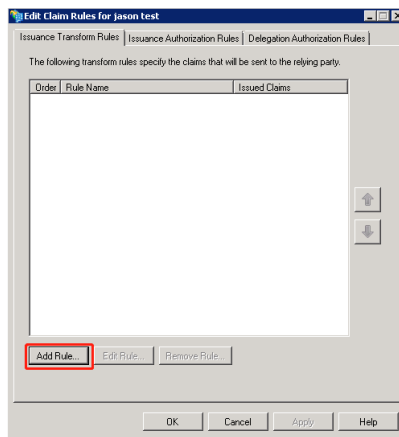 Edit Claim Rules for jason test
Issuance Transform Rules Issuance Authorization Rules Delegation Authorization Rules
The following transform rules specify the claims that will be sent to the relying party.
Order Rule Name Issued Claims
Add Rule... Edit Rule... Remove Rule...
OK Cancel Apply Help